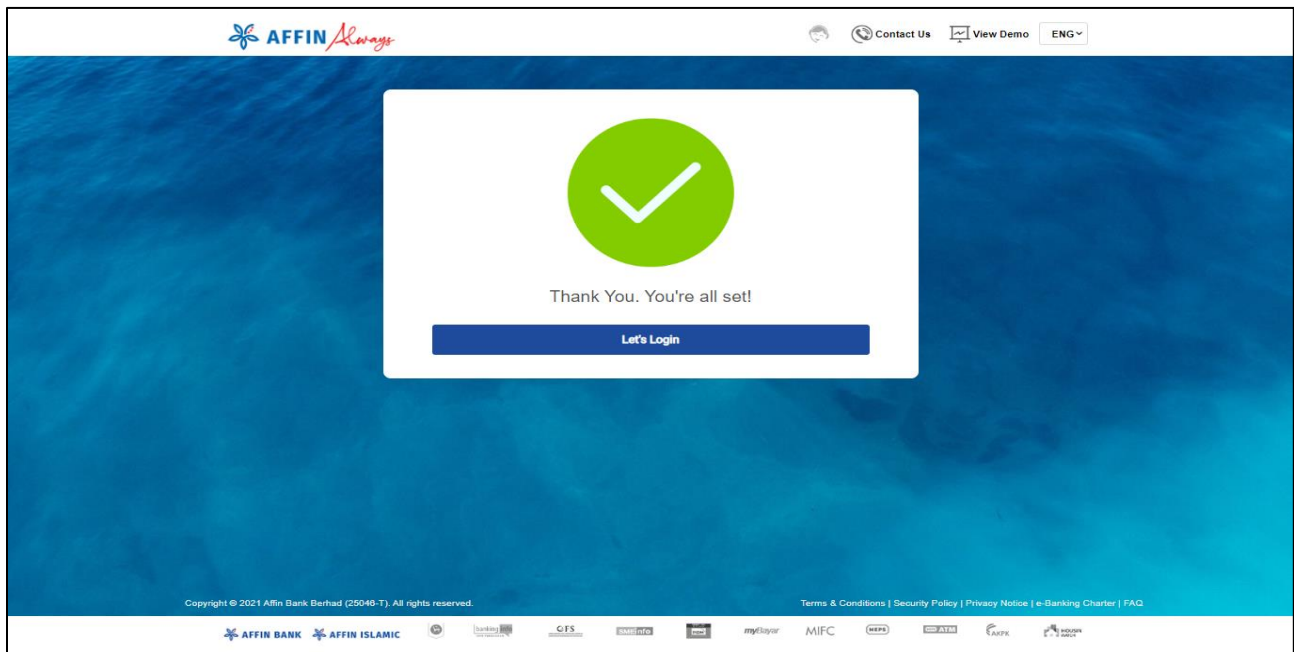 AFFIN Always
Contact Us
View Demo
ENG
Thank You. You're all set!
Let's Login
Copyright © 2021 Affin Bank Berhad (25046-T). All rights reserved.
Terms & Conditions | Security Policy | Privacy Notice | e-Banking Charter | FAQ
AFFIN BANK
AFFIN ISLAMIC
banking
OFS
SMEinfo
myBayar
MIFC
MEPS
ATM
AKPK